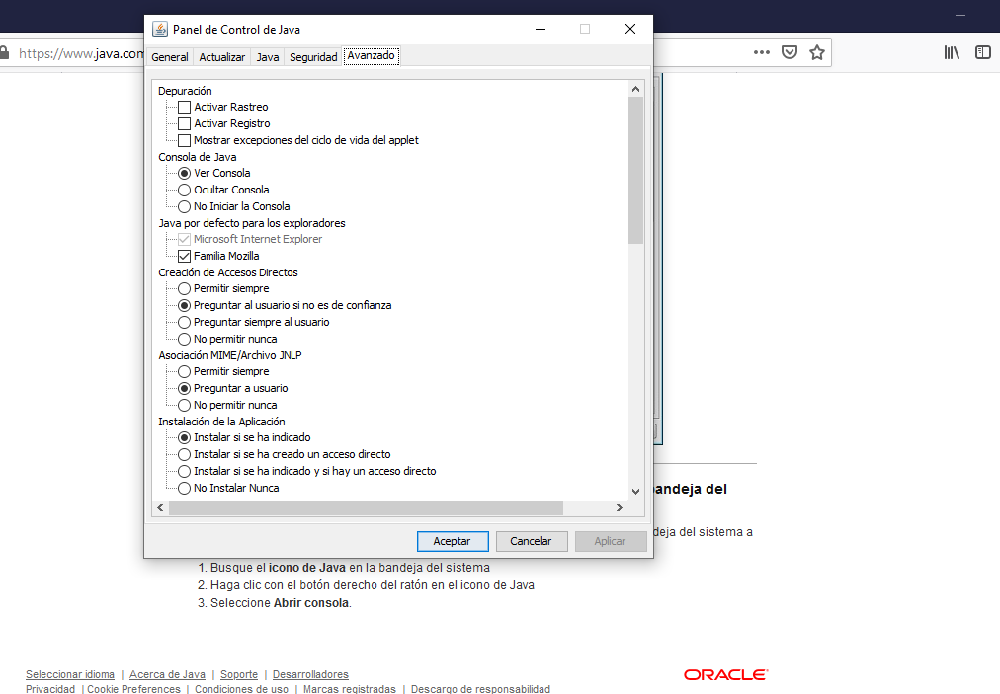 Panel de Control de Java
https://www.java.com
General Actualizar Java Seguridad Avanzado
Depuración
Activar Rastreo
Activar Registro
Mostrar excepciones del ciclo de vida del applet
Consola de Java
Ver Consola
Ocultar Consola
No Iniciar la Consola
Java por defecto para los exploradores
Microsoft Internet Explorer
Familia Mozilla
Creación de Accesos Directos
Permitir siempre
Preguntar al usuario si no es de confianza
Preguntar siempre al usuario
No permitir nunca
Asociación MIME/Archivo JNLP
Permitir siempre
Preguntar a usuario
No permitir nunca
Instalación de la Aplicación
Instalar si se ha indicado
Instalar si se ha creado un acceso directo
Instalar si se ha indicado y si hay un acceso directo
No Instalar Nunca
andeja del
deja del sistema a
Aceptar Cancelar Aplicar
1. Busque el icono de Java en la bandeja del sistema
2. Haga clic con el botón derecho del ratón en el icono de Java
3. Seleccione Abrir consola.
Seleccionar idioma | Acerca de Java | Soporte | Desarrolladores
Privacidad | Cookie Preferences | Condiciones de uso | Marcas registradas | Descargo de responsabilidad
ORACLE